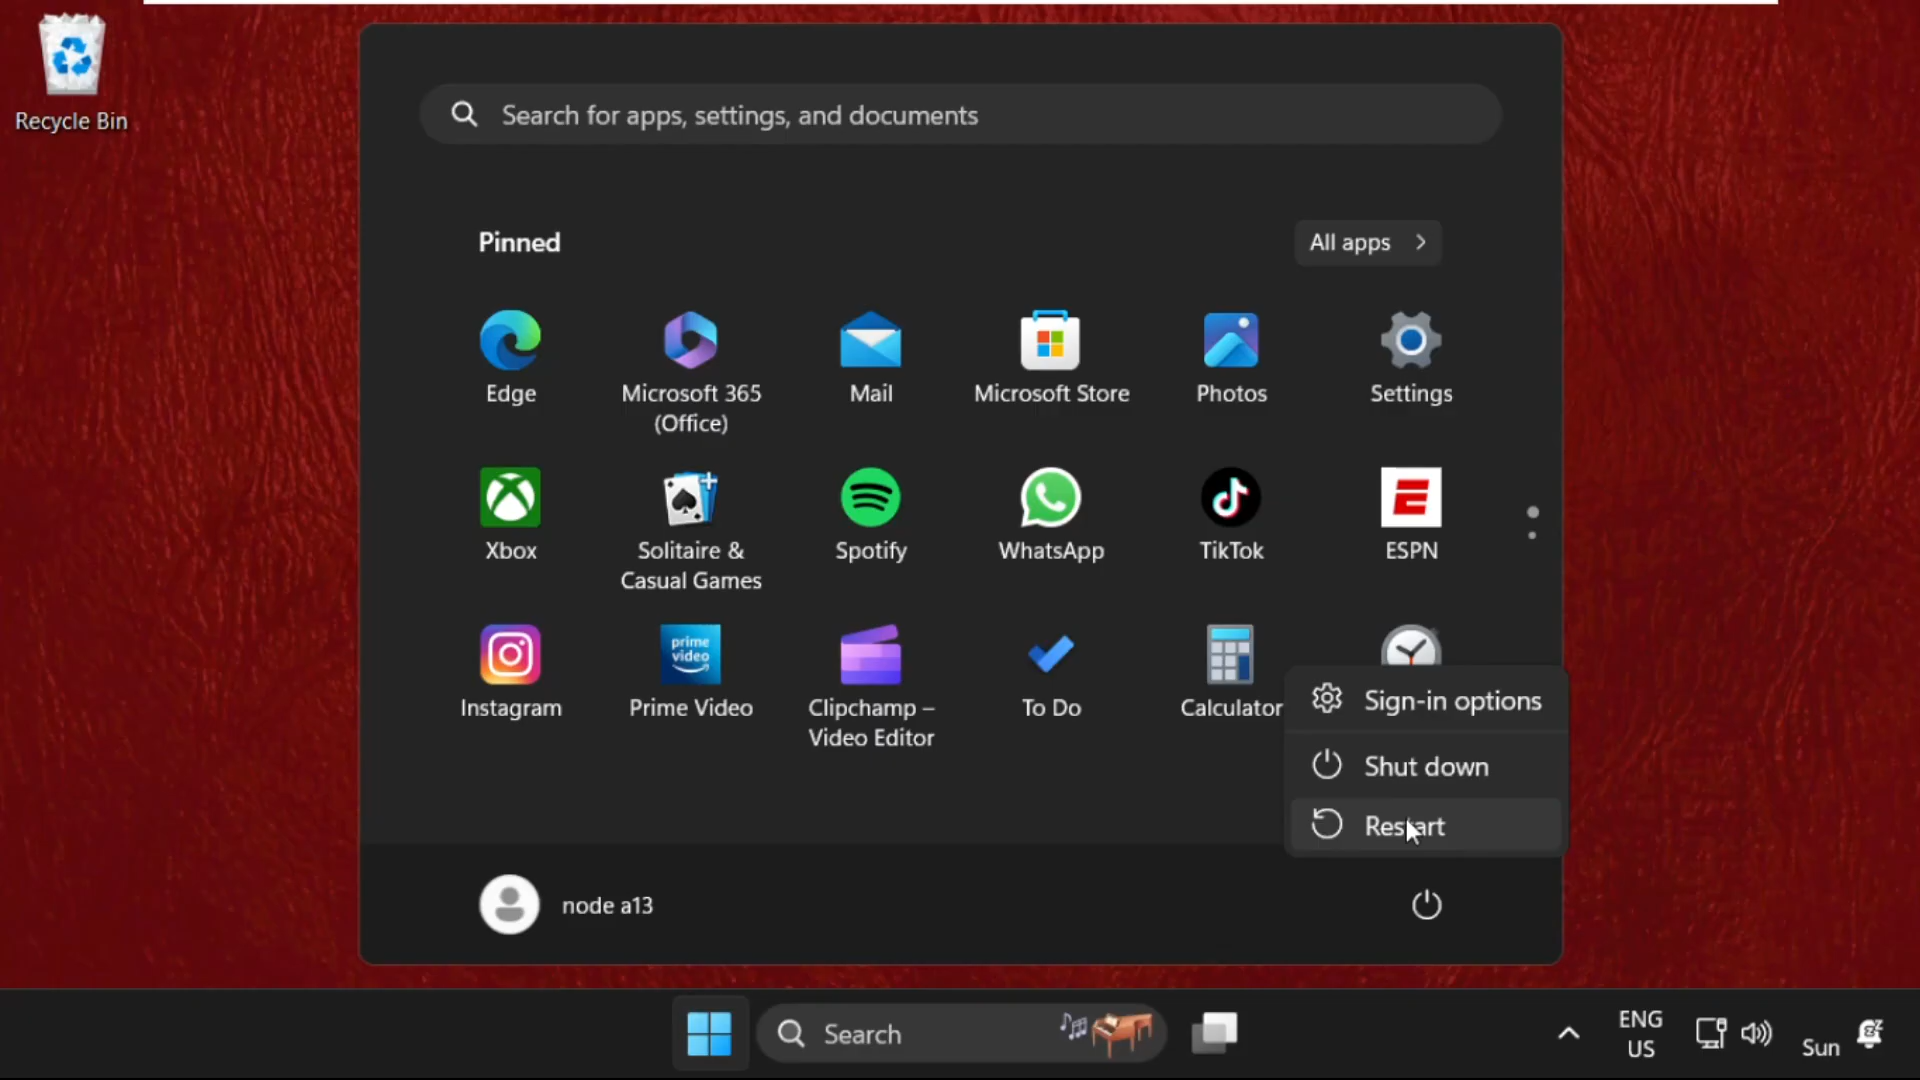 Recycle Bin
Search for apps, settings, and documents
Pinned
All apps
Edge
Microsoft 365
(Office)
Mail
Microsoft Store
Photos
Settings
Xbox
Solitaire &
Casual Games
Spotify
WhatsApp
TikTok
ESPN
prime
video
Instagram
Prime Video
Clipchamp –
Video Editor
To Do
Calculator
Sign-in options
Shut down
Restart
node a13
Search
ENG
US
Sun